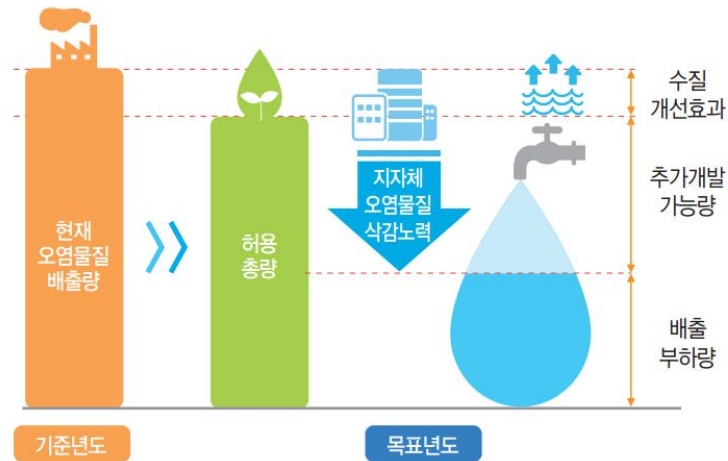 현재
오염물질
배출량
허용
총량
지자체
오염물질
삭감노력
수질
개선효과
추가개발
가능량
배출
부하량
기준년도
목표년도